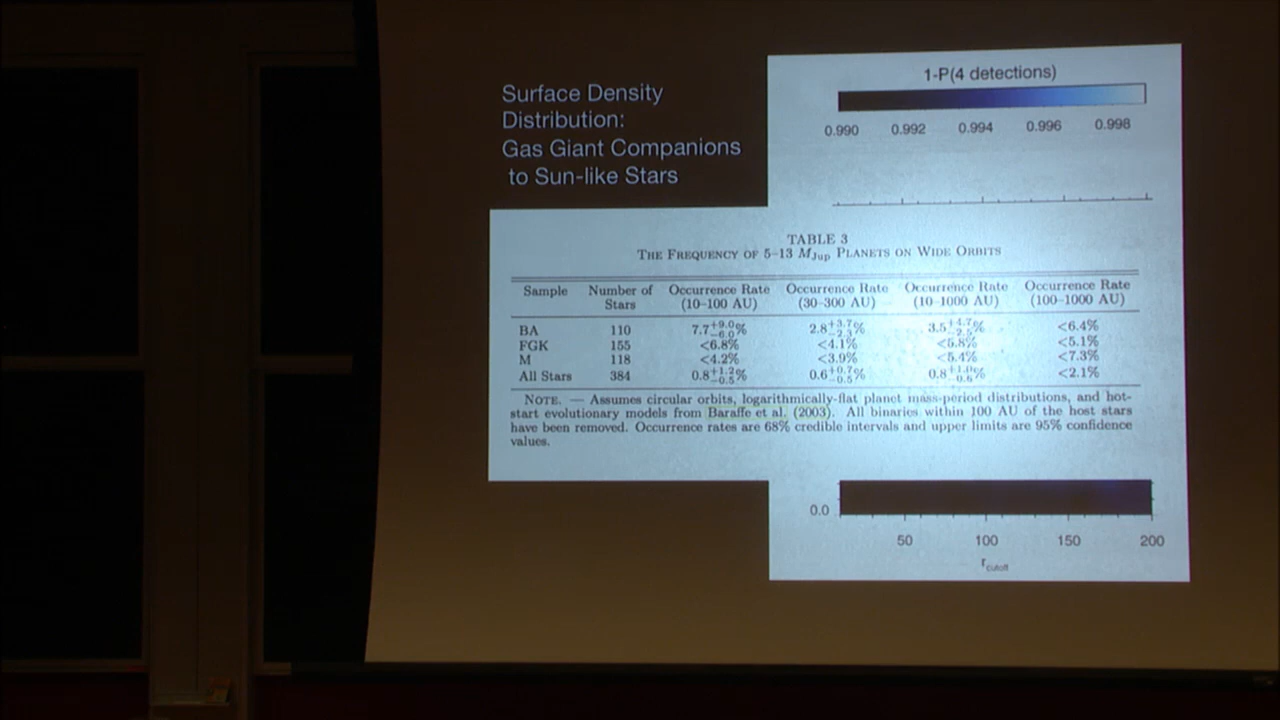 Surface Density
Distribution:
Gas Giant Companions
to Sun-like Stars
1-P(4 detections)
0.990 0.992 0.994 0.996 0.998
TABLE 3
THE FREQUENCY OF 5–13 M_Jup PLANETS ON WIDE ORBITS
Sample Number of Occurrence Rate Occurrence Rate Occurrence Rate Occurrence Rate
Stars (10–100 AU) (30–300 AU) (10–1000 AU) (100–1000 AU)
BA 110 7.7+9.0−6.0% 2.8+3.7−2.3% 3.5+4.7−2.5% <6.4%
FGK 155 <6.8% <4.1% <5.8% <5.1%
M 118 <4.2% <3.9% <5.4% <7.3%
All Stars 384 0.8+1.2−0.5% 0.6+0.7−0.5% 0.8+1.0−0.6% <2.1%
NOTE. — Assumes circular orbits, logarithmically-flat planet mass-period distributions, and hot-
start evolutionary models from Baraffe et al. (2003). All binaries within 100 AU of the host stars
have been removed. Occurrence rates are 68% credible intervals and upper limits are 95% confidence
values.
0.0
50 100 150 200
r_cutoff